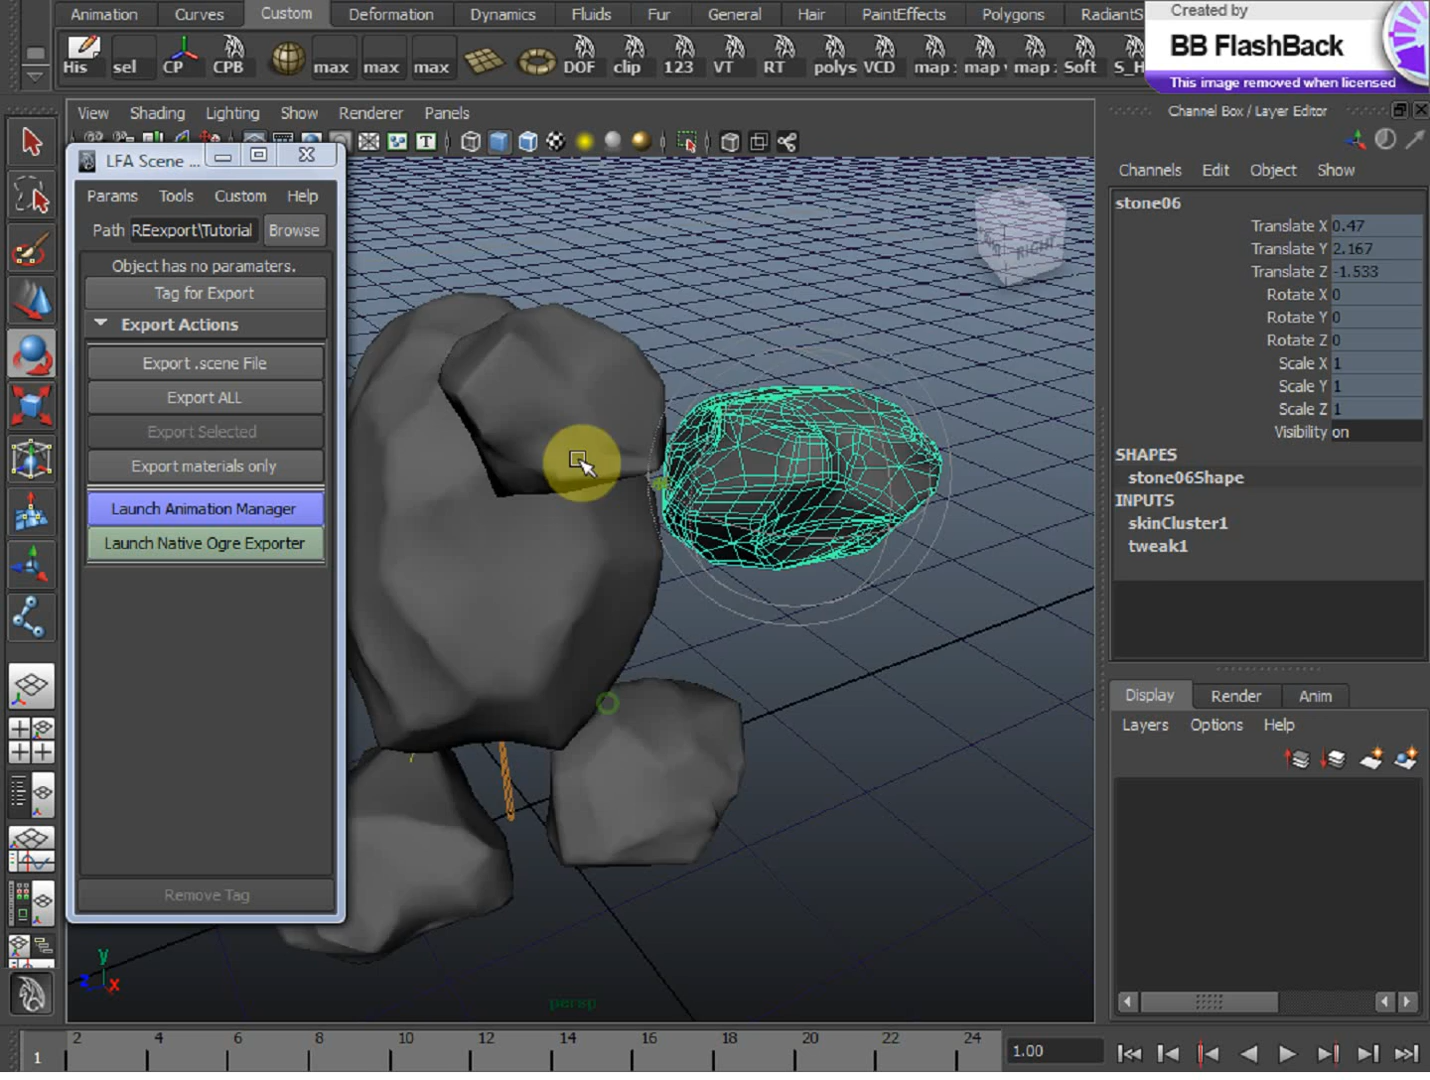 Animation Curves Custom Deformation Dynamics Fluids Fur General Hair PaintEffects Polygons RadiantS
Created by
BB FlashBack
This image removed when licensed
His sel CP CPB max max max DOF clip 123 VT RT polys VCD map : map map : Soft S_H
View Shading Lighting Show Renderer Panels
Channel Box / Layer Editor
LFA Scene ...
Params Tools Custom Help
Path REexport\Tutorial Browse
Object has no paramaters.
Tag for Export
Export Actions
Export .scene File
Export ALL
Export Selected
Export materials only
Launch Animation Manager
Launch Native Ogre Exporter
Remove Tag
RIGHT
Channels Edit Object Show
stone06
Translate X 0.47
Translate Y 2.167
Translate Z -1.533
Rotate X 0
Rotate Y 0
Rotate Z 0
Scale X 1
Scale Y 1
Scale Z 1
Visibility on
SHAPES
stone06Shape
INPUTS
skinCluster1
tweak1
Display Render Anim
Layers Options Help
y
z x
persp
1 2 4 6 8 10 12 14 16 18 20 22 24 1.00